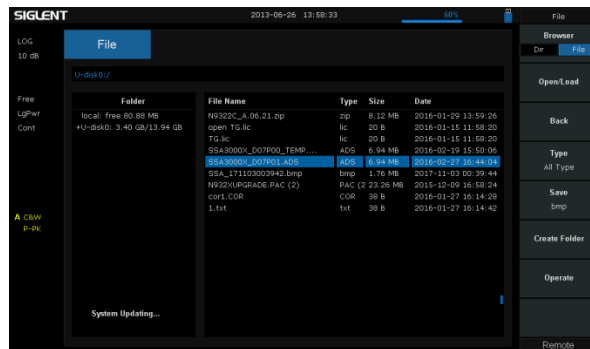 SIGLENT 2013-06-26 13:58:33 60% File
LOG
10 dB
File
Browser
Dir File
U-disk0:/
Open/Load
Free
LgPwr
Cont
Folder
local: free 80.88 MB
+U-disk0: 3.40 GB/13.94 GB
File Name Type Size Date
N9322C_A.06.21.zip zip 8.12 MB 2016-01-29 13:59:26
open TG.lic lic 20 B 2016-01-15 11:58:20
TG.lic lic 20 B 2016-01-15 11:58:20
SSA3000X_D07P00_TEMP.... ADS 6.94 MB 2016-02-19 15:50:06
SSA3000X_D07P01.ADS ADS 6.94 MB 2016-02-27 16:44:04
SSA_171103003942.bmp bmp 1.76 MB 2017-11-03 00:39:44
N932XUPGRADE.PAC (2) PAC (2 23.26 MB 2015-12-09 16:58:24
cor1.COR COR 38 B 2016-01-27 16:14:28
1.txt txt 38 B 2016-01-27 16:14:42
Back
Type
All Type
Save
bmp
A C&W
P-PK
Create Folder
Operate
System Updating...
Remote